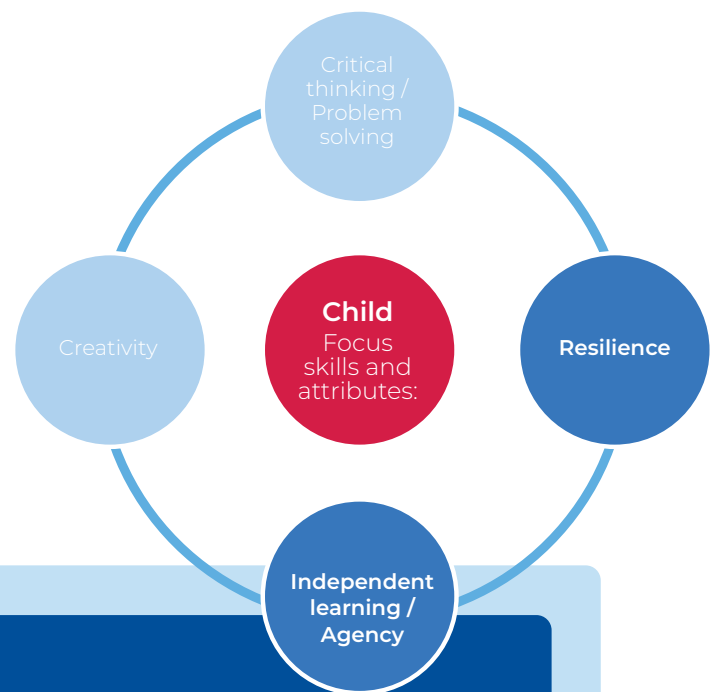 Critical
thinking /
Problem
solving
Creativity
Child
Focus
skills and
attributes:
Resilience
Independent
learning /
Agency